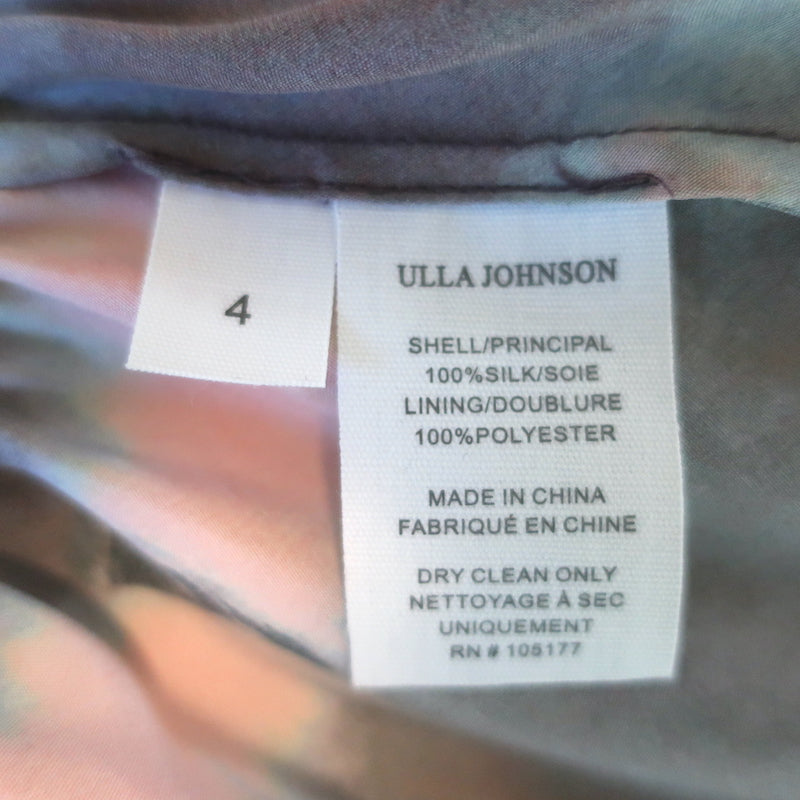 4
ULLA JOHNSON
SHELL/PRINCIPAL
100%SILK/SOIE
LINING/DOUBLURE
100%POLYESTER
MADE IN CHINA
FABRIQUÉ EN CHINE
DRY CLEAN ONLY
NETTOYAGE À SEC
UNIQUEMENT
RN # 105177